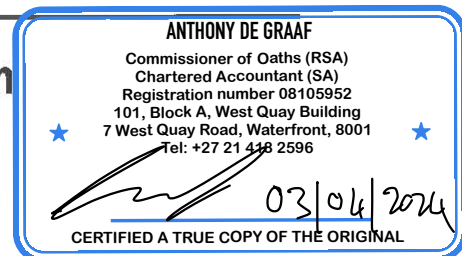 ANTHONY DE GRAAF
Commissioner of Oaths (RSA)
Chartered Accountant (SA)
Registration number 08105952
101, Block A, West Quay Building
7 West Quay Road, Waterfront, 8001
Tel: +27 21 418 2596
03/04/2024
CERTIFIED A TRUE COPY OF THE ORIGINAL